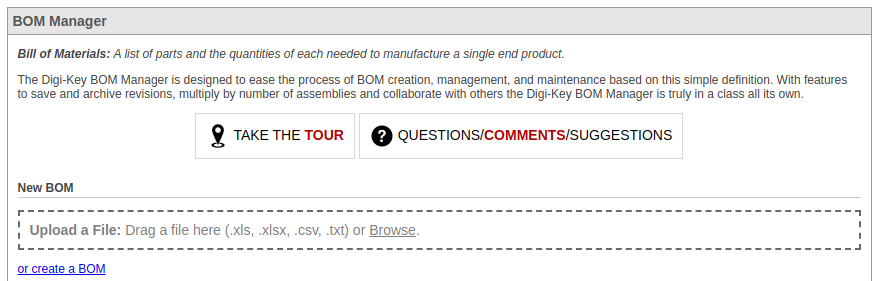 BOM Manager
Bill of Materials: A list of parts and the quantities of each needed to manufacture a single end product.
The Digi-Key BOM Manager is designed to ease the process of BOM creation, management, and maintenance based on this simple definition. With features
to save and archive revisions, multiply by number of assemblies and collaborate with others the Digi-Key BOM Manager is truly in a class all its own.
TAKE THE TOUR
? QUESTIONS/COMMENTS/SUGGESTIONS
New BOM
Upload a File: Drag a file here (.xls, .xlsx, .csv, .txt) or Browse.
or create a BOM